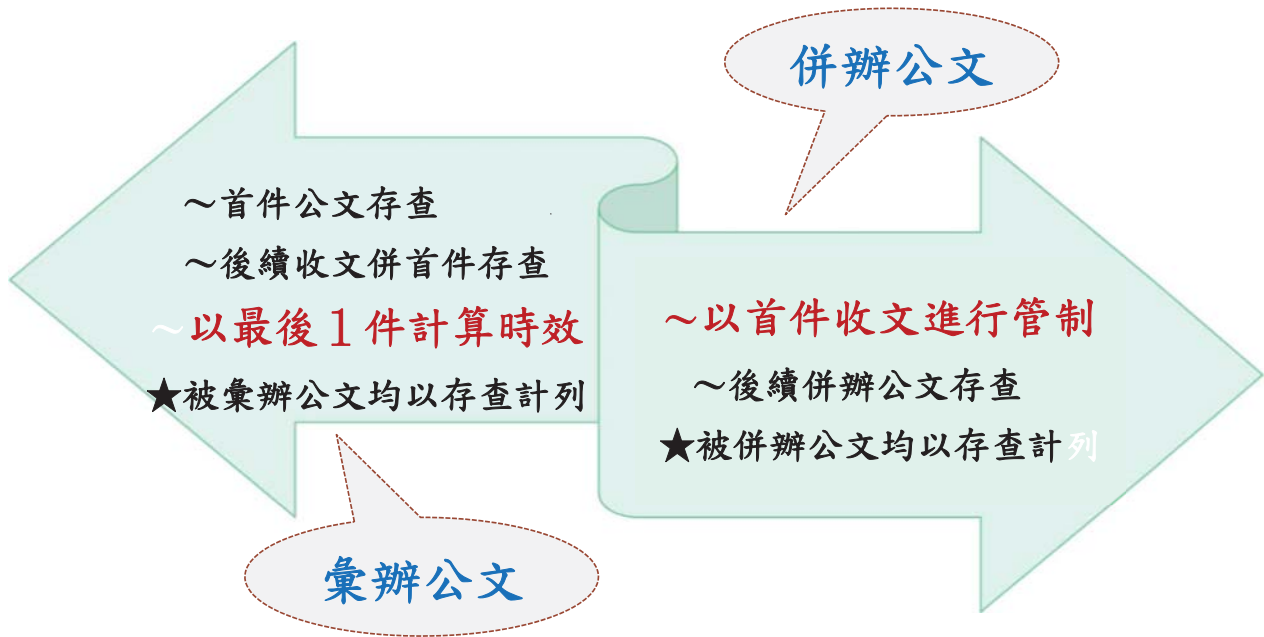 併辦公文
～首件公文存查
～後續收文併首件存查
～以最後１件計算時效
★被彙辦公文均以存查計列
～以首件收文進行管制
～後續併辦公文存查
★被併辦公文均以存查計列
彙辦公文